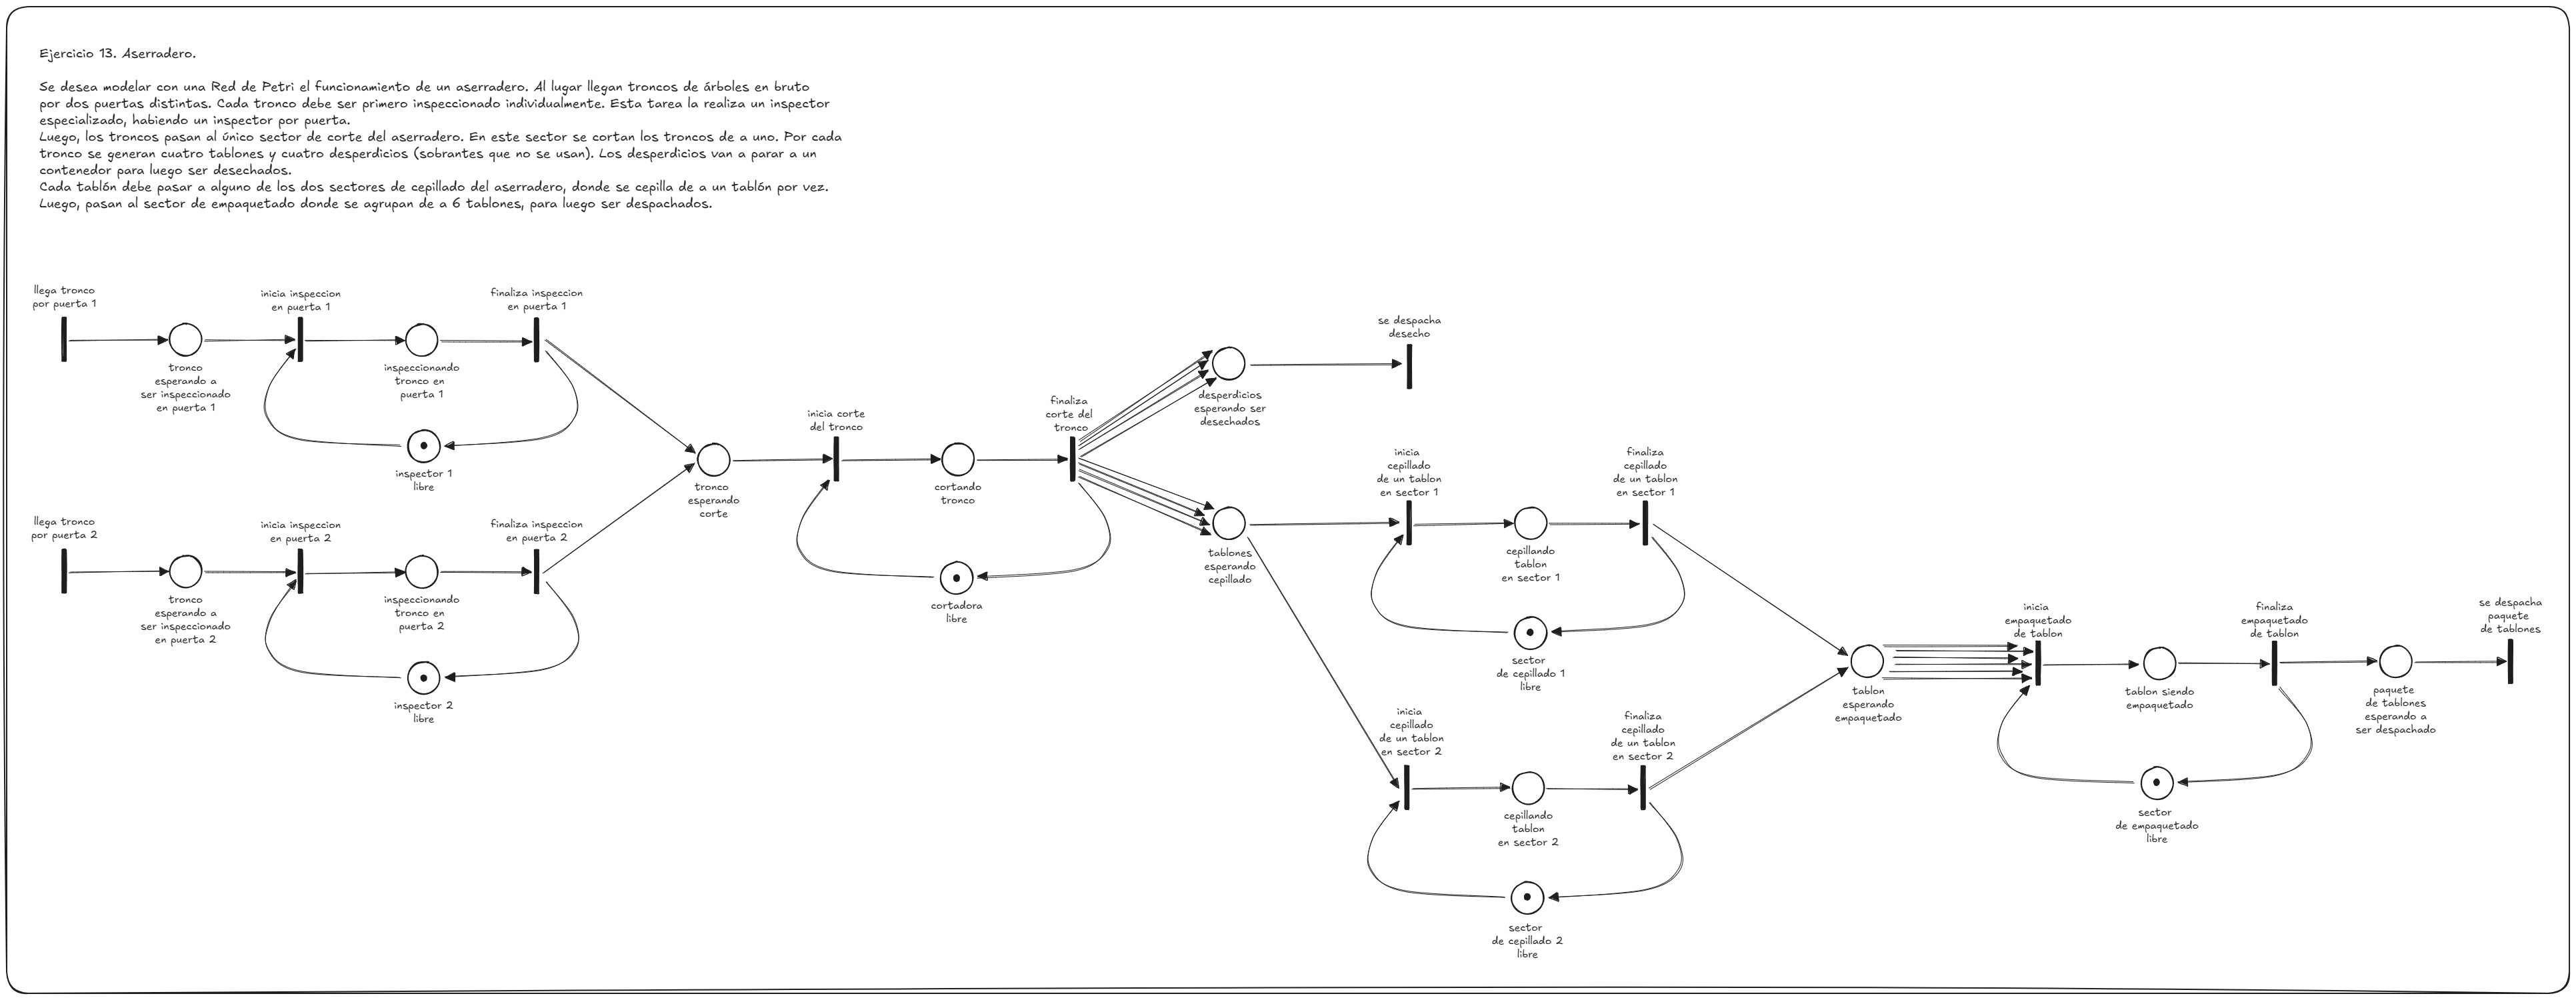 Ejercicio 13. Aserradero.
Se desea modelar con una Red de Petri el funcionamiento de un aserradero. Al lugar llegan troncos de árboles en bruto
por dos puertas distintas. Cada tronco debe ser primero inspeccionado individualmente. Esta tarea la realiza un inspector
especializado, habiendo un inspector por puerta.
Luego, los troncos pasan al único sector de corte del aserradero. En este sector se cortan los troncos de a uno. Por cada
tronco se generan cuatro tablones y cuatro desperdicios (sobrantes que no se usan). Los desperdicios van a parar a un
contenedor para luego ser desechados.
Cada tablón debe pasar a alguno de los dos sectores de cepillado del aserradero, donde se cepilla de a un tablón por vez.
Luego, pasan al sector de empaquetado donde se agrupan de a 6 tablones, para luego ser despachados.
llega tronco
por puerta 1
tronco
esperando a
ser inspeccionado
en puerta 1
inicia inspeccion
en puerta 1
inspeccionando
tronco en
puerta 1
inspector 1
libre
finaliza inspeccion
en puerta 1
llega tronco
por puerta 2
tronco
esperando a
ser inspeccionado
en puerta 2
inicia inspeccion
en puerta 2
inspeccionando
tronco en
puerta 2
inspector 2
libre
finaliza inspeccion
en puerta 2
tronco
esperando
corte
inicia corte
del tronco
cortando
tronco
cortadora
libre
finaliza
corte del
tronco
desperdicios
esperando ser
desechados
se despacha
desecho
tablones
esperando
cepillado
inicia
cepillado
de un tablon
en sector 1
cepillando
tablon
en sector 1
sector
de cepillado 1
libre
finaliza
cepillado
de un tablon
en sector 1
inicia
cepillado
de un tablon
en sector 2
cepillando
tablon
en sector 2
sector
de cepillado 2
libre
finaliza
cepillado
de un tablon
en sector 2
tablon
esperando
empaquetado
inicia
empaquetado
de tablon
tablon siendo
empaquetado
sector
de empaquetado
libre
finaliza
empaquetado
de tablon
paquete
de tablones
esperando a
ser despachado
se despacha
paquete
de tablones